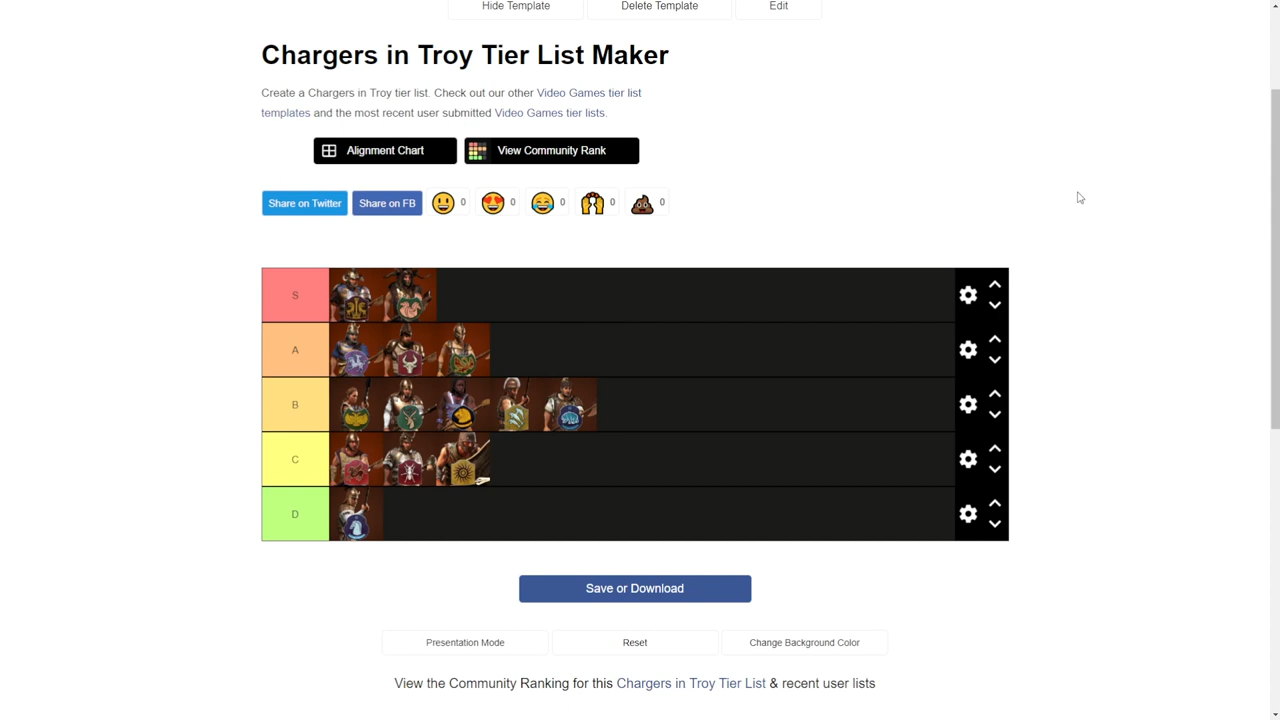 Hide Template
Delete Template
Edit
Chargers in Troy Tier List Maker
Create a Chargers in Troy tier list. Check out our other Video Games tier list
templates and the most recent user submitted Video Games tier lists.
Alignment Chart
View Community Rank
Share on Twitter
Share on FB
0
0
0
0
0
S
A
B
C
D
Save or Download
Presentation Mode
Reset
Change Background Color
View the Community Ranking for this Chargers in Troy Tier List & recent user lists